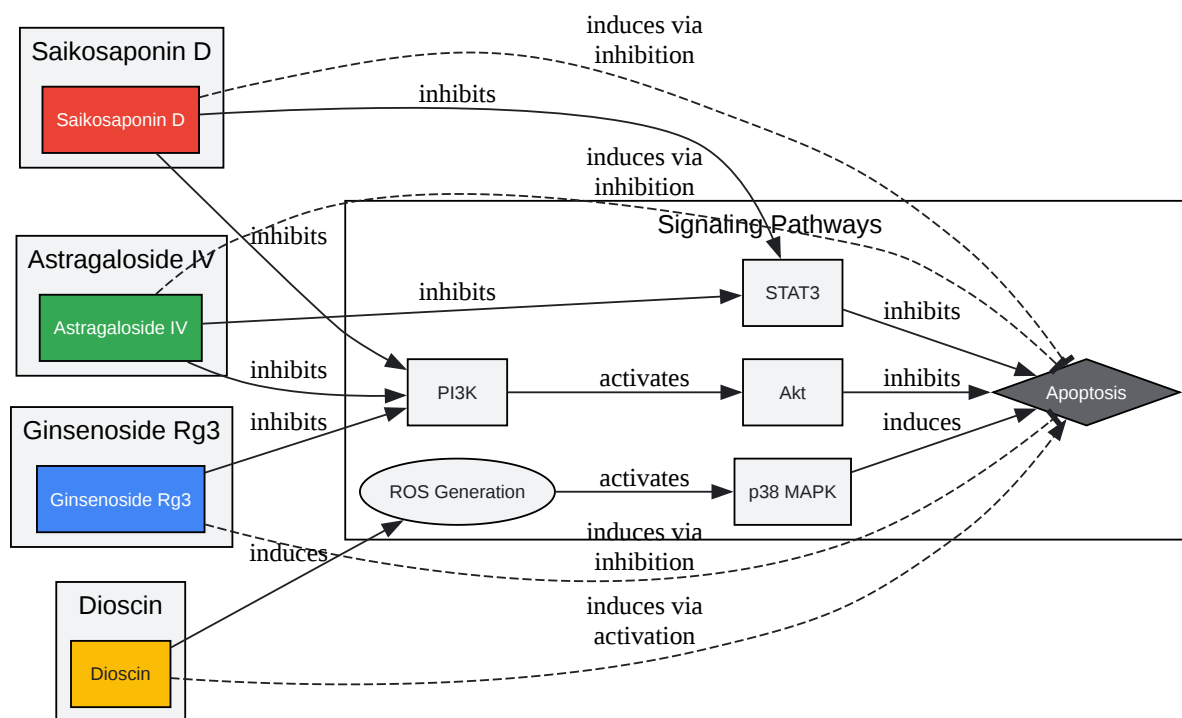 induces via
inhibition
Saikosaponin D
Saikosaponin D
inhibits
induces via
inhibition
Signaling Pathways
inhibits
Astragaloside IV
Astragaloside IV
inhibits
STAT3
inhibits
inhibits
PI3K
activates
Akt
inhibits
Apoptosis
Ginsenoside Rg3
inhibits
induces
Ginsenoside Rg3
ROS Generation
activates
p38 MAPK
induces
induces via
inhibition
Dioscin
Dioscin
induces via
activation